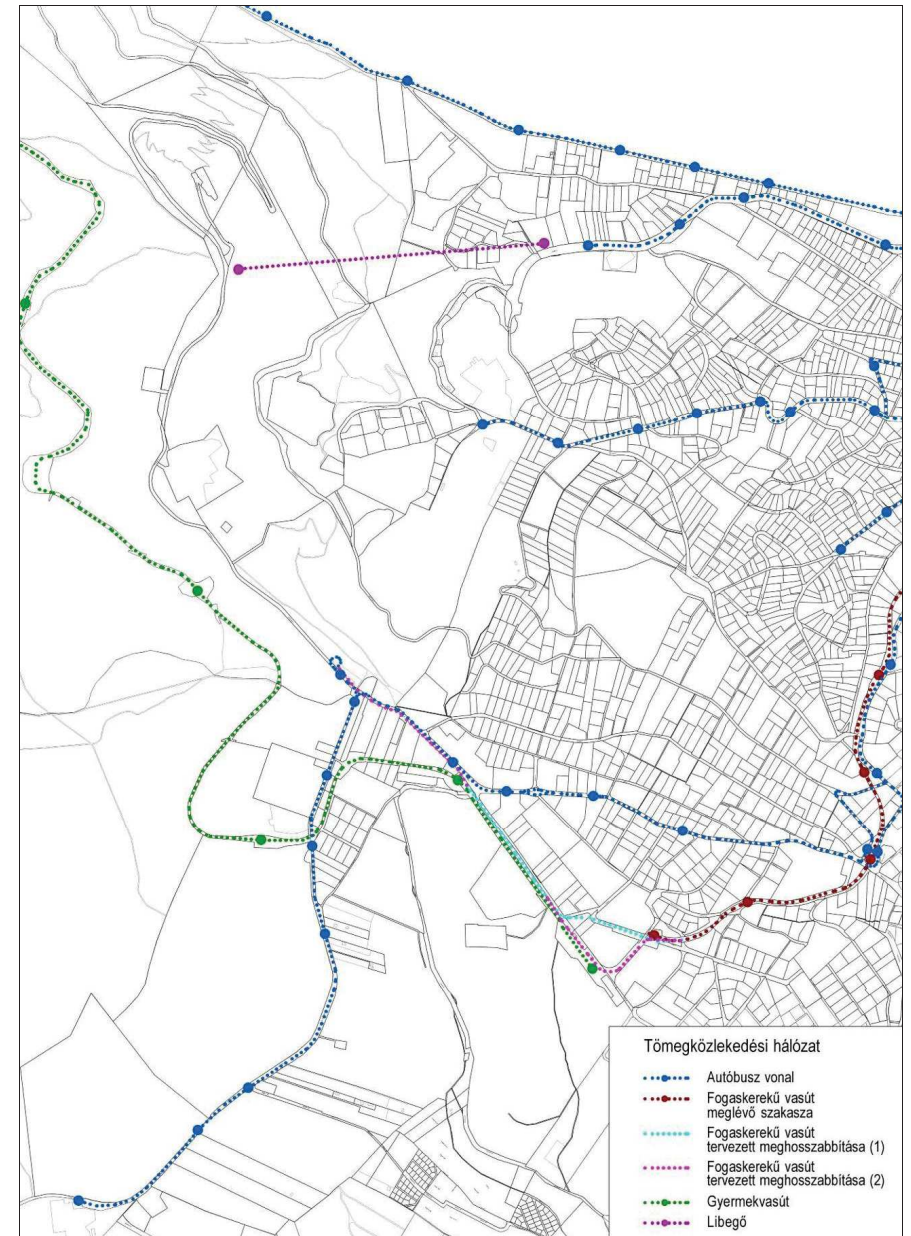 Tömegközlekedési hálózat
Autóbusz vonal
Fogaskerekű vasút
meglévő szakasza
Fogaskerekű vasút
tervezett meghosszabbítása (1)
Fogaskerekű vasút
tervezett meghosszabbítása (2)
Gyermekvasút
Libegő